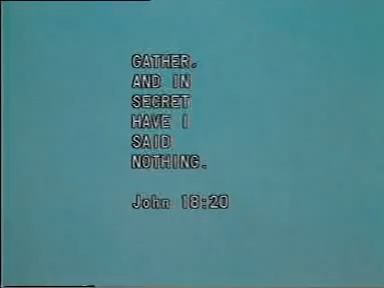 GATHER.
AND IN
SECRET
HAVE I
SAID
NOTHING.
John 18:20